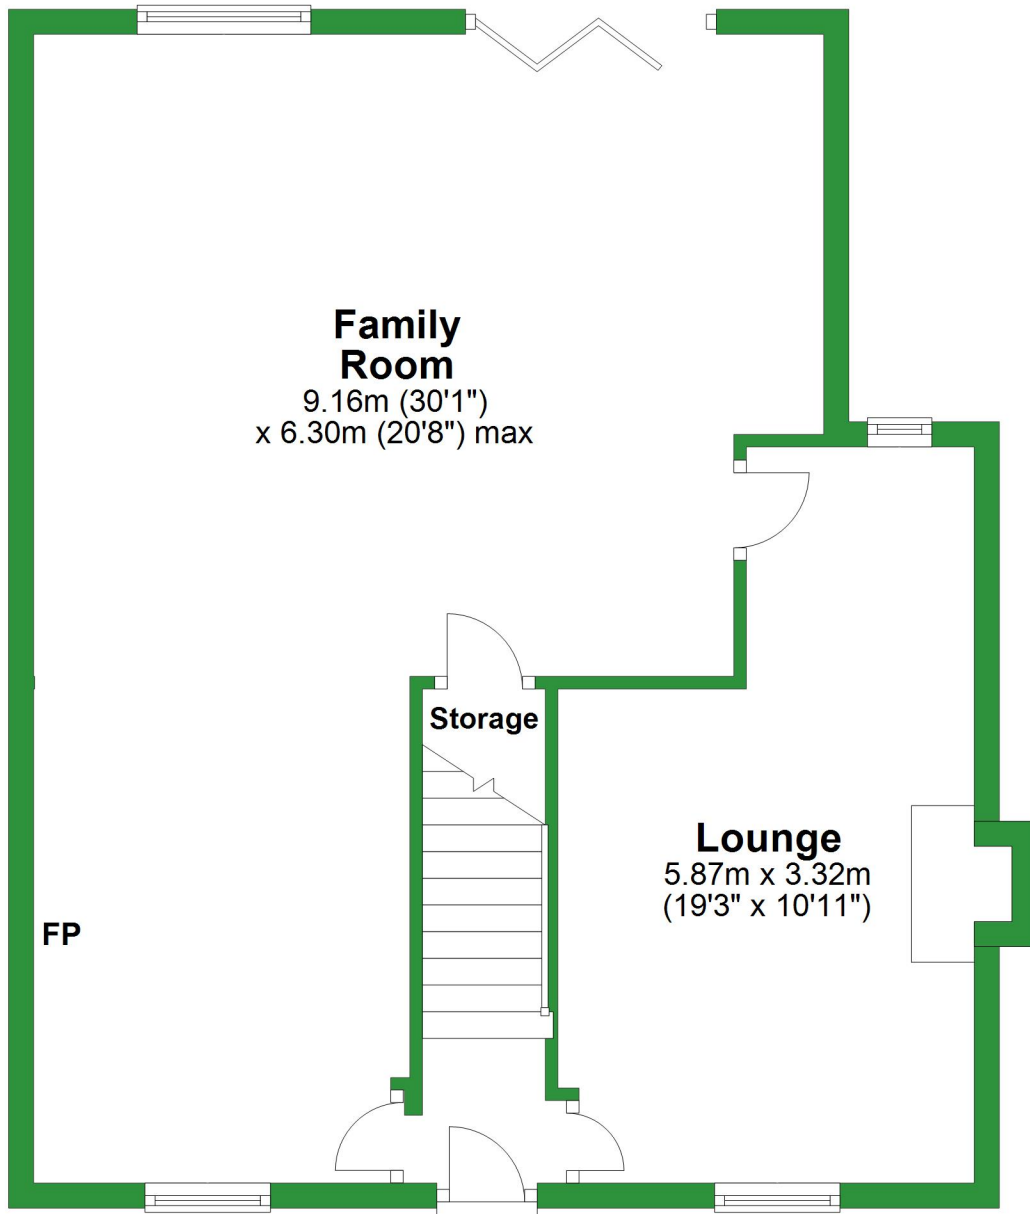 Family
Room
9.16m (30'1")
x 6.30m (20'8") max
Storage
Lounge
5.87m x 3.32m
(19'3" x 10'11")
FP